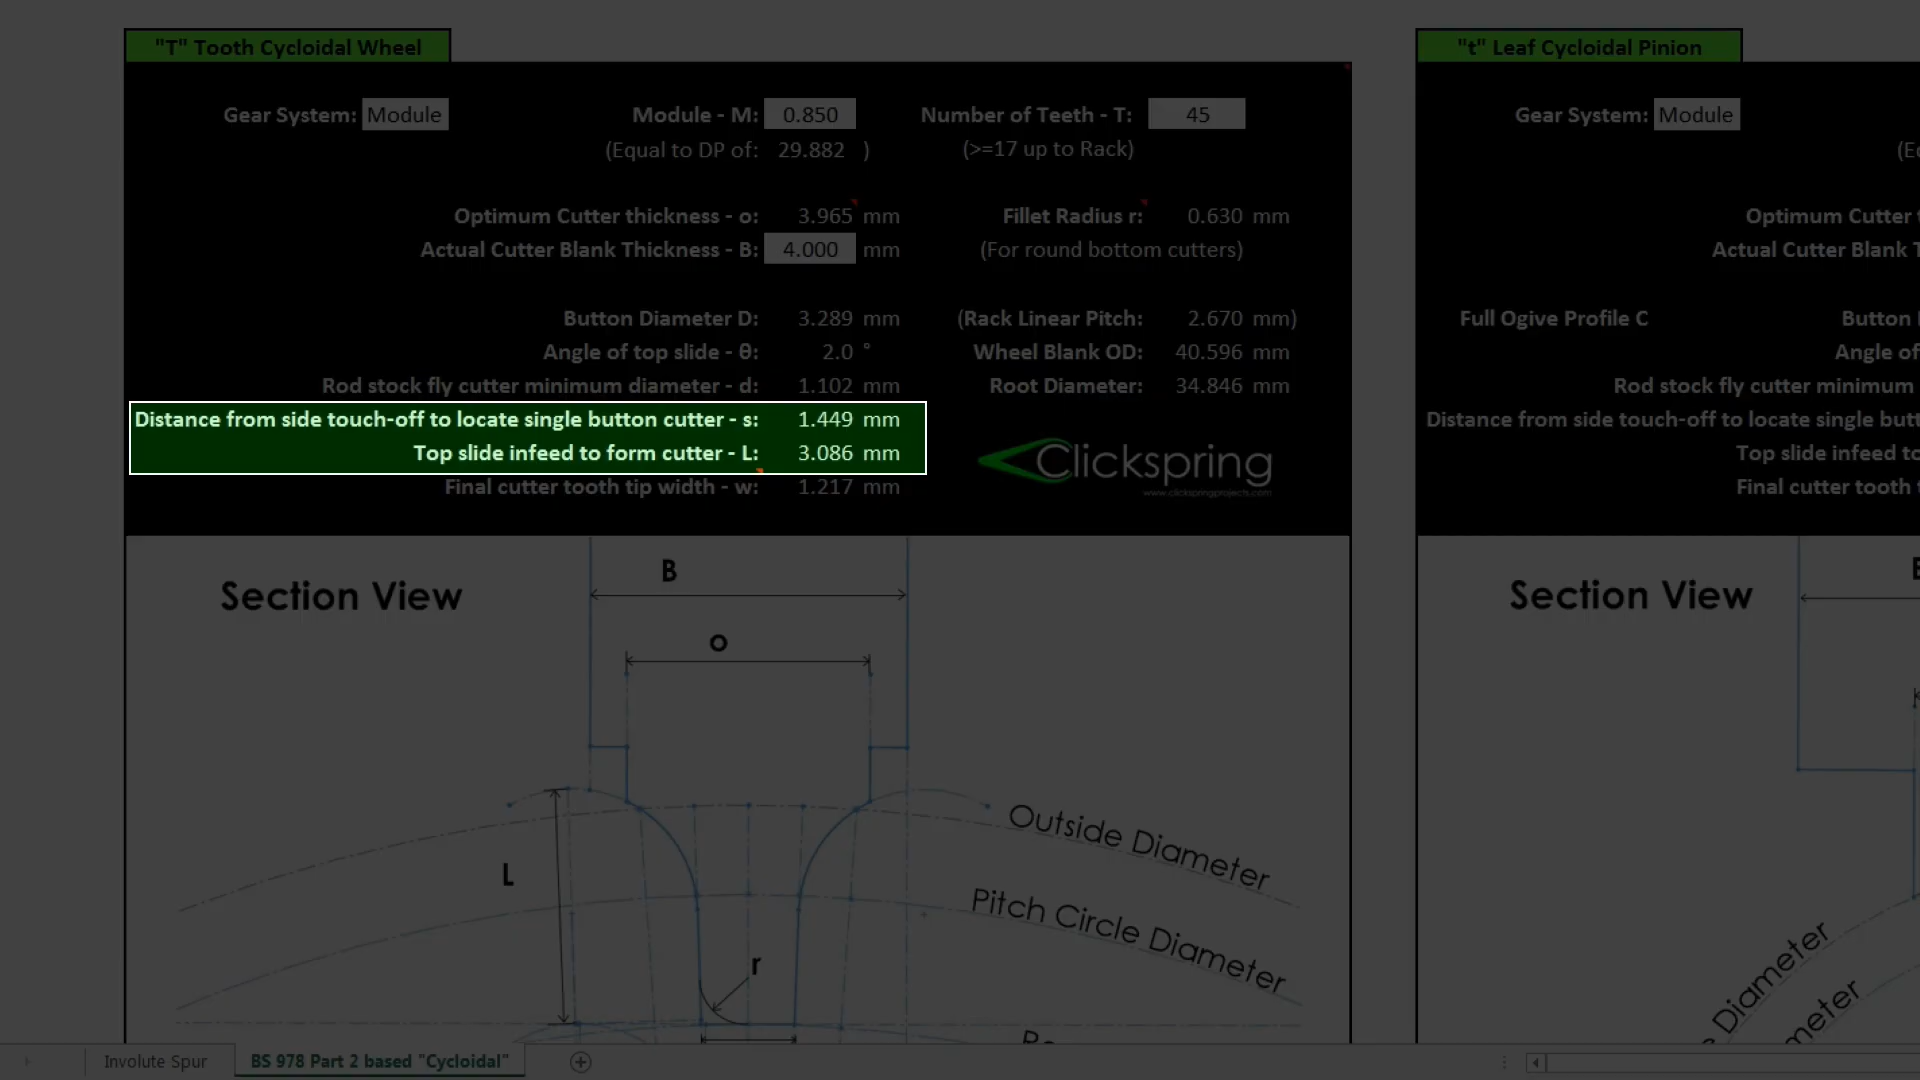 "T" Tooth Cycloidal Wheel
Gear System: Module
Module - M: 0.850
Number of Teeth - T: 45
(Equal to DP of: 29.882 )
(>=17 up to Rack)
Optimum Cutter thickness - o: 3.965 mm
Fillet Radius r: 0.630 mm
Actual Cutter Blank Thickness - B: 4.000 mm
(For round bottom cutters)
Button Diameter D: 3.289 mm
(Rack Linear Pitch: 2.670 mm)
Angle of top slide - θ: 2.0 °
Wheel Blank OD: 40.596 mm
Rod stock fly cutter minimum diameter - d: 1.102 mm
Root Diameter: 34.846 mm
Distance from side touch-off to locate single button cutter - s: 1.449 mm
Top slide infeed to form cutter - L: 3.086 mm
Final cutter tooth tip width - w: 1.217 mm
Clickspring
www.clickspringprojects.com
Section View
B
o
L
r
Outside Diameter
Pitch Circle Diameter
"t" Leaf Cycloidal Pinion
Gear System: Module
Optimum Cutter
Actual Cutter Blank
Full Ogive Profile C
Button
Angle of
Rod stock fly cutter minimum
Distance from side touch-off to locate single
Top slide infeed to
Final cutter tooth
Section View
Diameter
Involute Spur
BS 978 Part 2 based "Cycloidal"